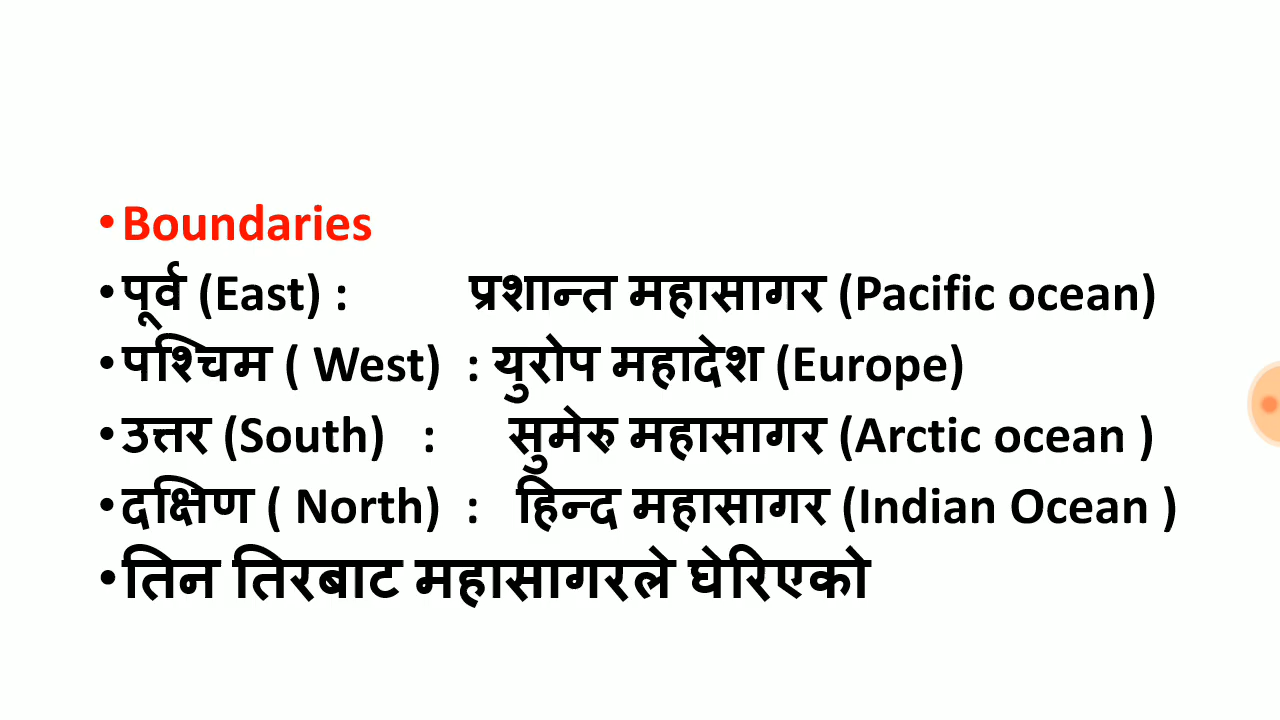 •Boundaries
•पूर्व (East) : प्रशान्त महासागर (Pacific ocean)
•पश्चिम ( West) : युरोप महादेश (Europe)
•उत्तर (South) : सुमेरु महासागर (Arctic ocean )
•दक्षिण ( North) : हिन्द महासागर (Indian Ocean )
•तिन तिरबाट महासागरले घेरिएको